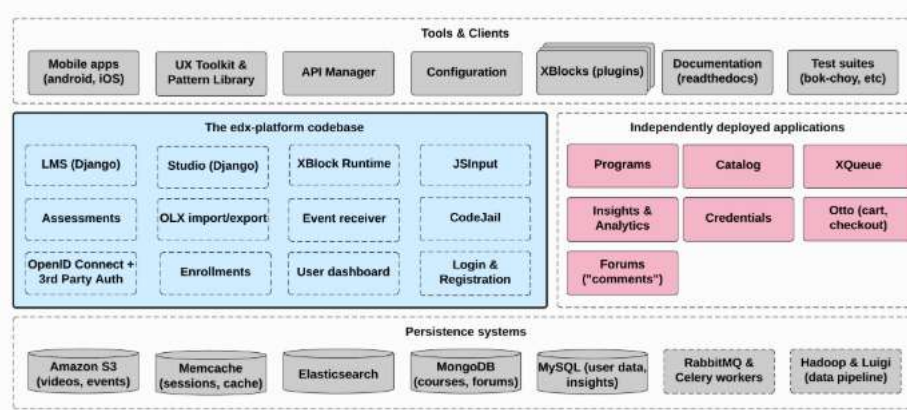 Tools & Clients
Mobile apps
(android, iOS)
UX Toolkit &
Pattern Library
API Manager
Configuration
XBlocks (plugins)
Documentation
(readthedocs)
Test suites
(bok-choy, etc)
The edx-platform codebase
LMS (Django)
Studio (Django)
XBlock Runtime
JSInput
Assessments
OLX import/export
Event receiver
CodeJail
OpenID Connect +
3rd Party Auth
Enrollments
User dashboard
Login &
Registration
Independently deployed applications
Programs
Catalog
XQueue
Insights &
Analytics
Credentials
Otto (cart,
checkout)
Forums
("comments")
Persistence systems
Amazon S3
(videos, events)
Memcache
(sessions, cache)
Elasticsearch
MongoDB
(courses, forums)
MySQL (user data,
insights)
RabbitMQ &
Celery workers
Hadoop & Luigi
(data pipeline)